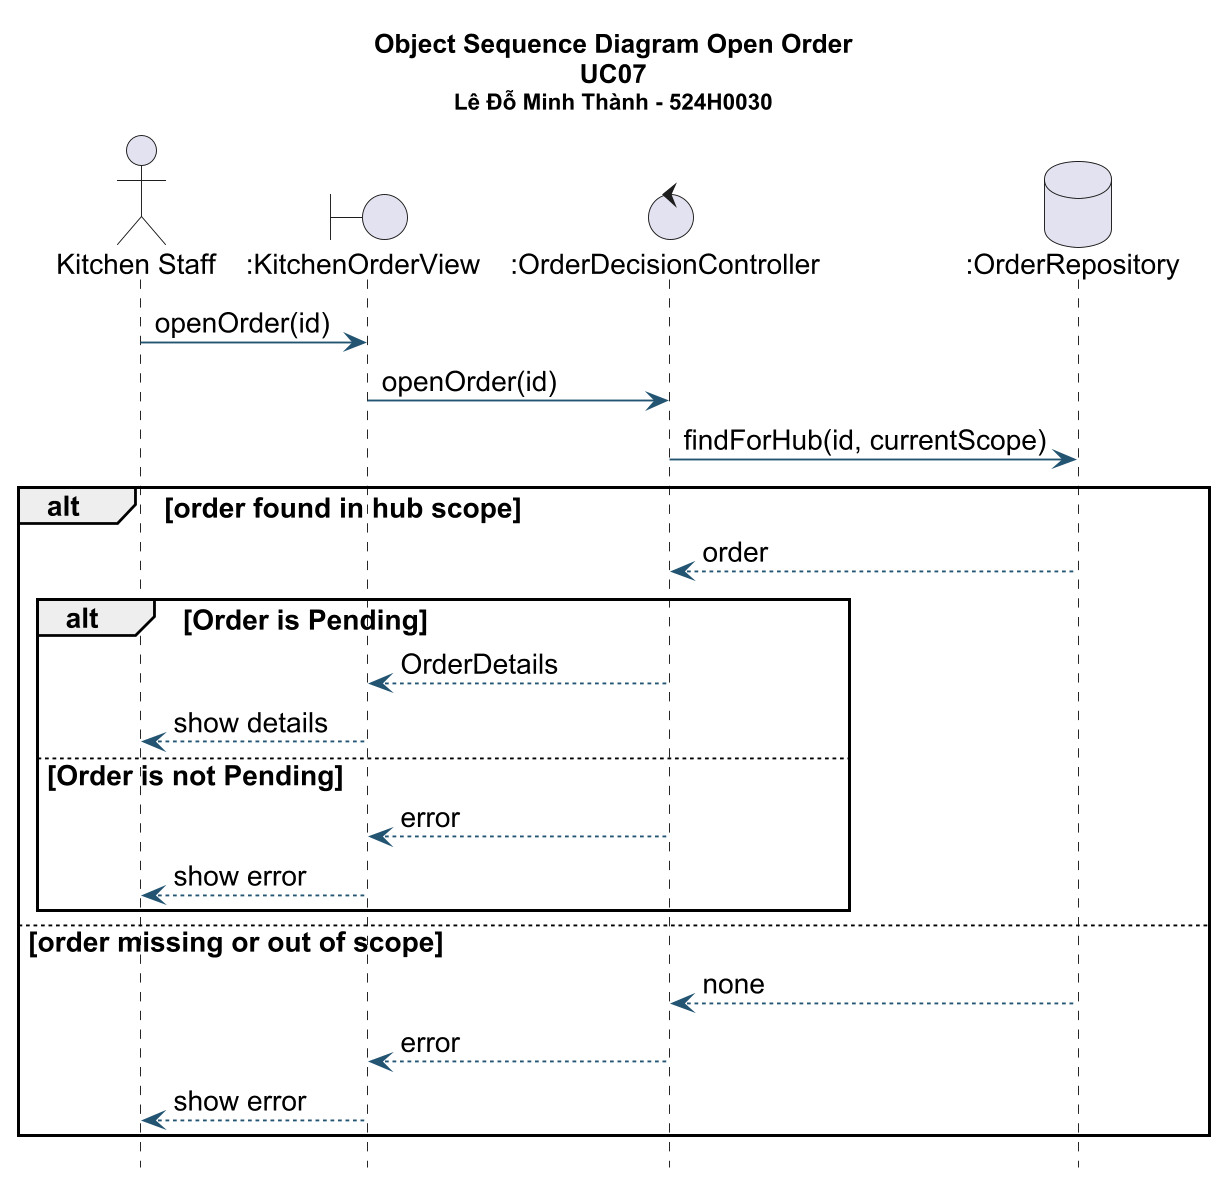 Object Sequence Diagram Open Order
UC07
Lê Đỗ Minh Thành - 524H0030
Kitchen Staff
:KitchenOrderView
:OrderDecisionController
:OrderRepository
openOrder(id)
openOrder(id)
findForHub(id, currentScope)
alt
[order found in hub scope]
order
alt
[Order is Pending]
OrderDetails
show details
[Order is not Pending]
error
show error
[order missing or out of scope]
none
error
show error